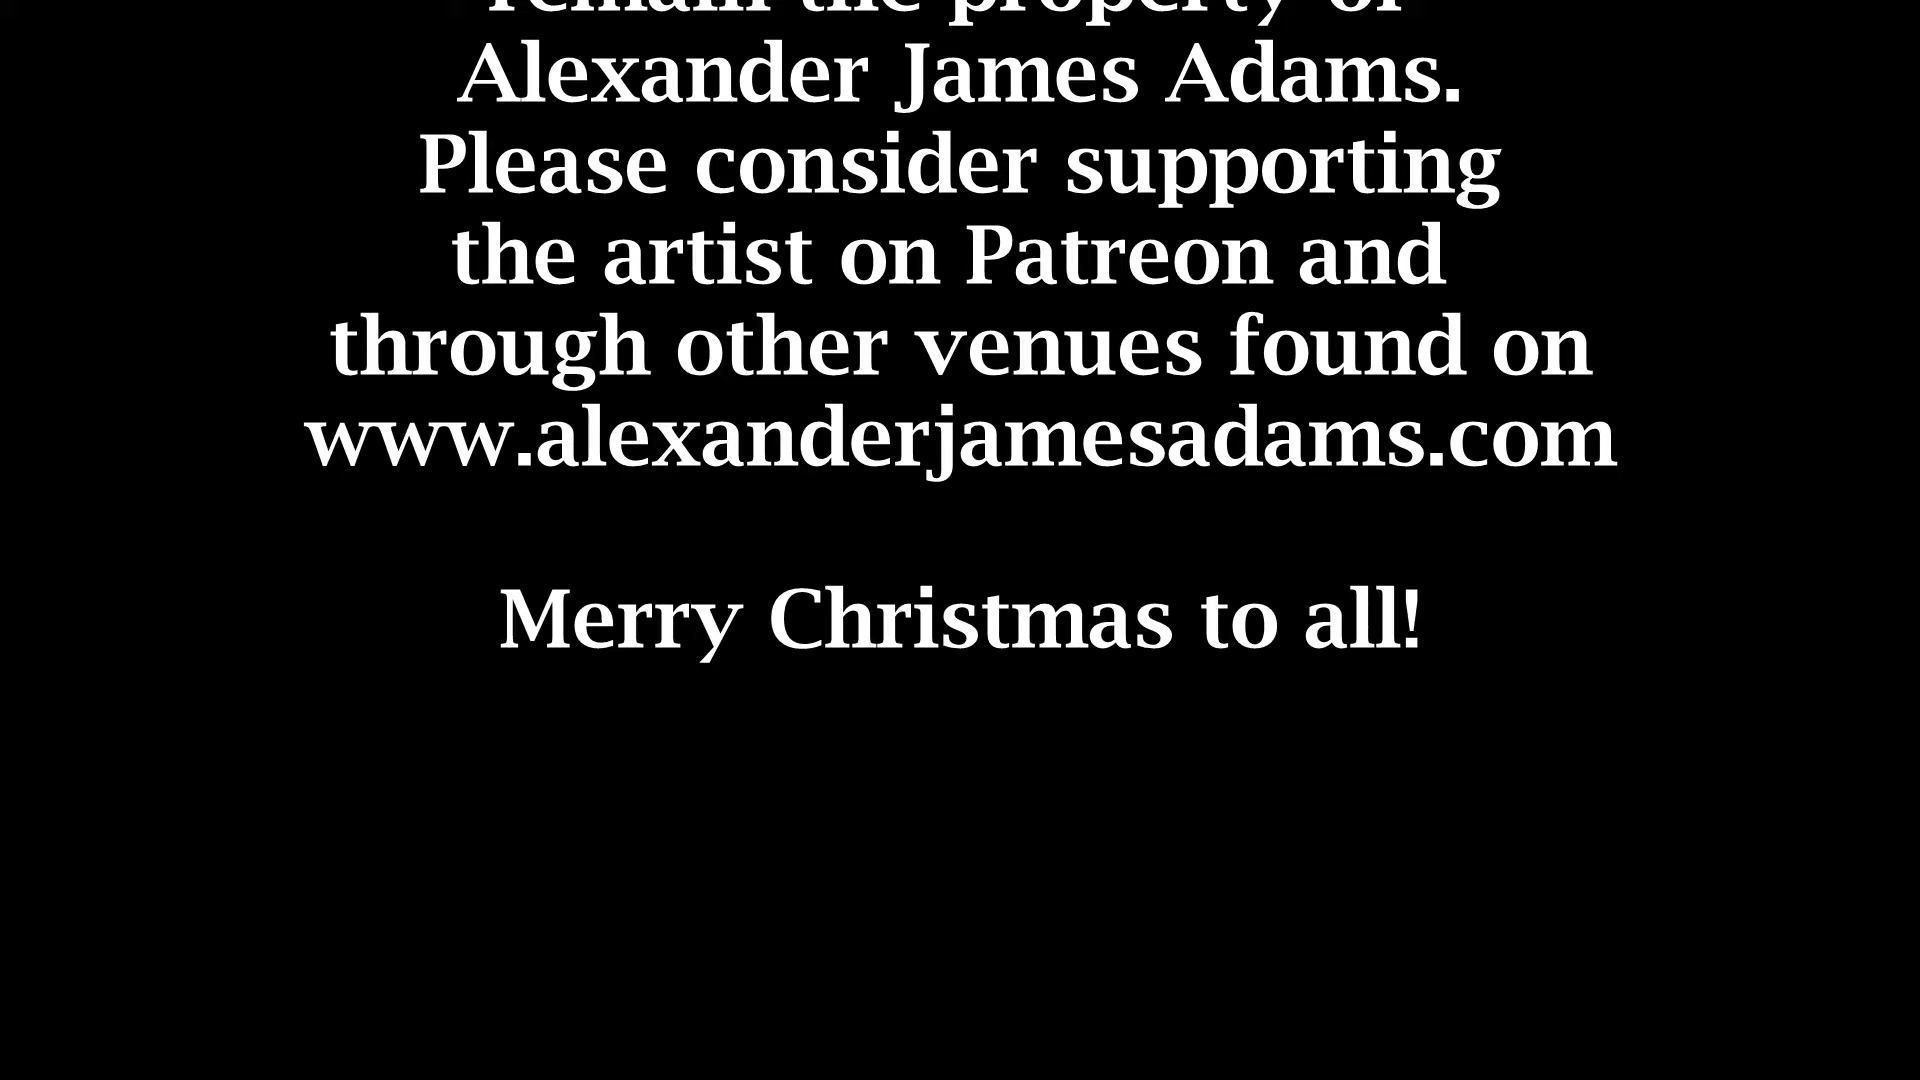 remain the property of
Alexander James Adams.
Please consider supporting
the artist on Patreon and
through other venues found on
www.alexanderjamesadams.com
Merry Christmas to all!